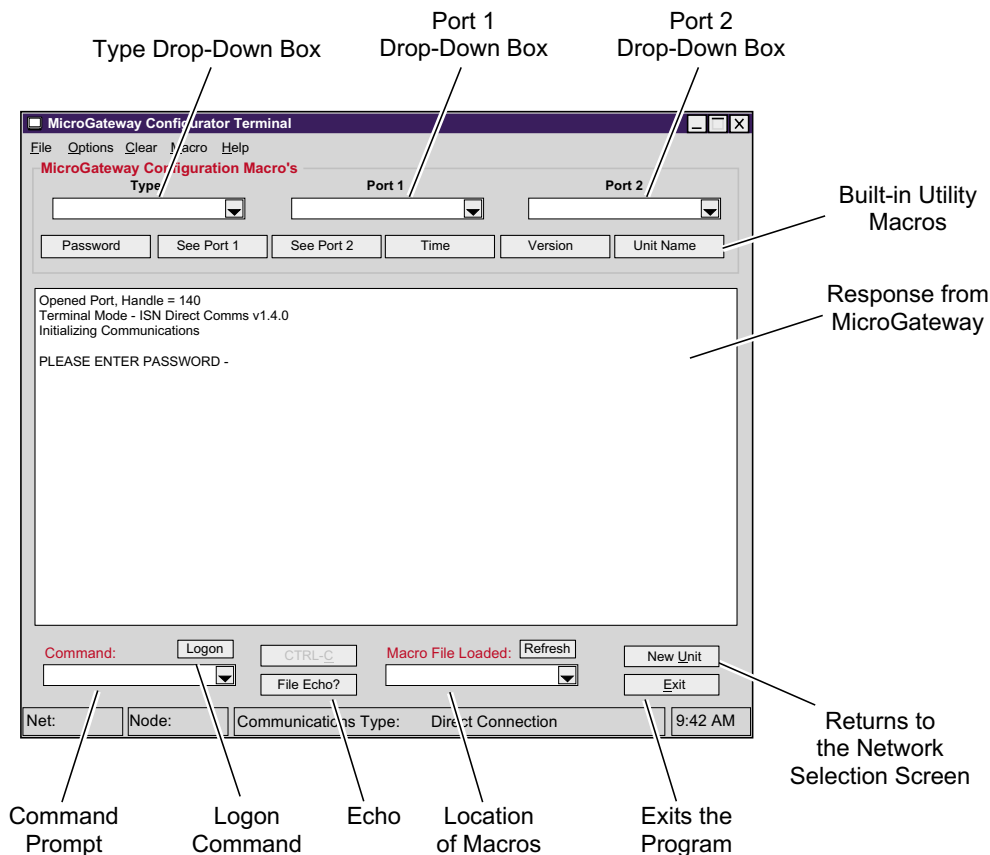 Type Drop-Down Box
Port 1
Drop-Down Box
Port 2
Drop-Down Box
MicroGateway Configurator Terminal
File Options Clear Macro Help
MicroGateway Configuration Macro's
Type
Port 1
Port 2
Password
See Port 1
See Port 2
Time
Version
Unit Name
Built-in Utility
Macros
Opened Port, Handle = 140
Terminal Mode - ISN Direct Comms v1.4.0
Initializing Communications
PLEASE ENTER PASSWORD -
Response from
MicroGateway
Command:
Logon
CTRL-C
File Echo?
Macro File Loaded:
Refresh
New Unit
Exit
Net:
Node:
Communications Type: Direct Connection
9:42 AM
Returns to
the Network
Selection Screen
Command
Prompt
Logon
Command
Echo
Location
of Macros
Exits the
Program